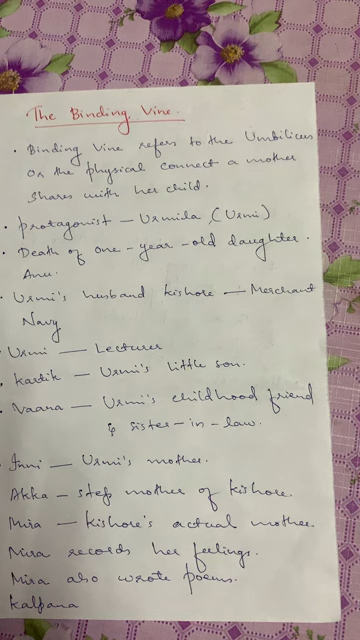 The Binding Vine.
• Binding Vine refers to the Umbilicus
Or the physical connect a mother
Shares with her child.
• protagonist — Urmila (Urmi)
• Death of one-year-old daughter.
Anu.
• Urmi's husband kishore — Merchant
Navy
Urmi — Lecturer
• Kartik — Urmi's little son.
• Vaana — Urmi's childhood friend
& sister-in-law.
• Inni — Urmi's mother.
Akka — step mother of kishore.
Mira — kishore's actual mother.
Mira records her feelings.
Mira also wrote poems.
Kalpana